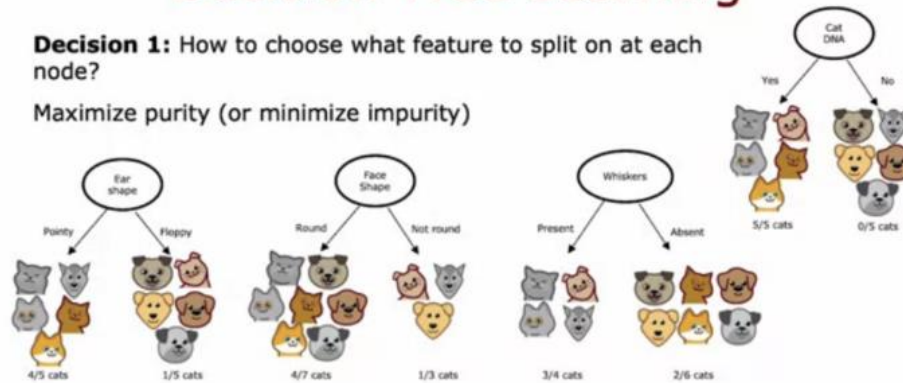 Decision 1: How to choose what feature to split on at each
node?
Maximize purity (or minimize impurity)
Cat
DNA
Yes
No
5/5 cats
0/5 cats
Ear
shape
Pointy
Floppy
4/5 cats
1/5 cats
Face
Shape
Round
Not round
4/7 cats
1/3 cats
Whiskers
Present
Absent
3/4 cats
2/6 cats